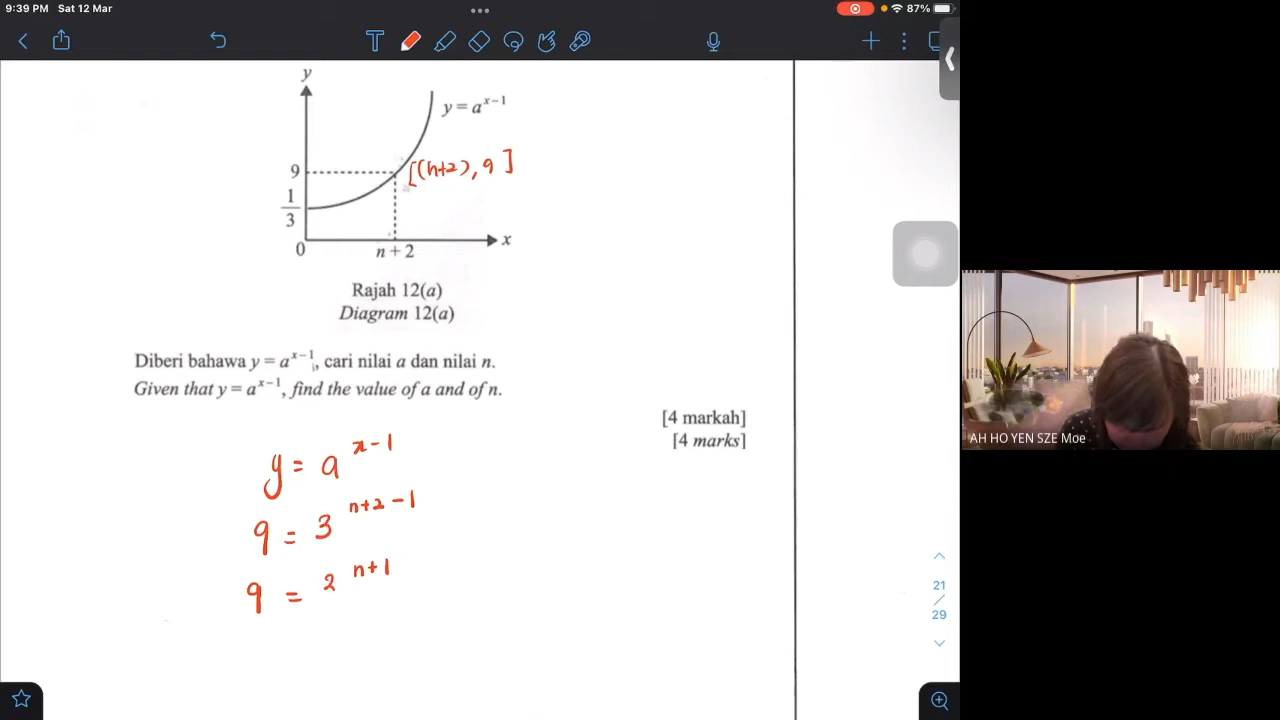 9:39 PM Sat 12 Mar
87%
y
y = a^{x-1}
9
[(n+2), 9]
1/3
0
n + 2
x
Rajah 12(a)
Diagram 12(a)
Diberi bahawa y = a^{x-1}, cari nilai a dan nilai n.
Given that y = a^{x-1}, find the value of a and of n.
[4 markah]
[4 marks]
y = a^{x-1}
9 = 3^{n+2-1}
9 = 2^{n+1}
21
/
29
AH HO YEN SZE Moe